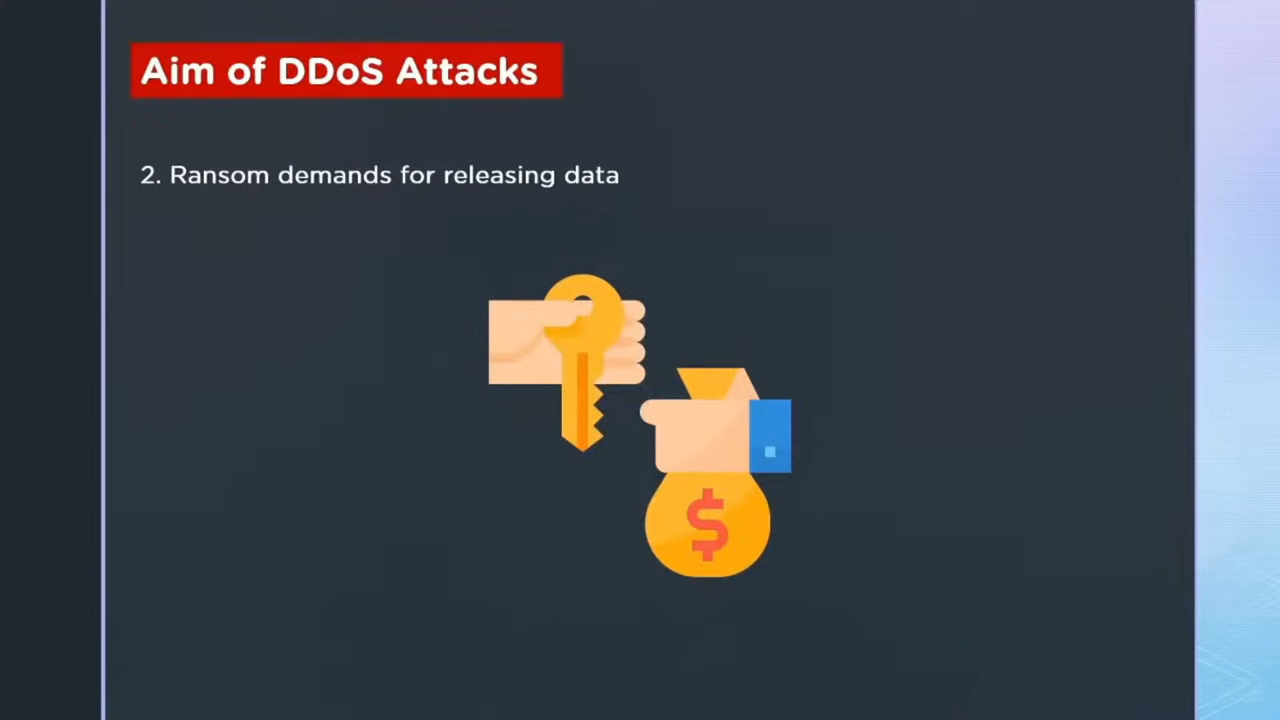 Aim of DDoS Attacks
2. Ransom demands for releasing data
$